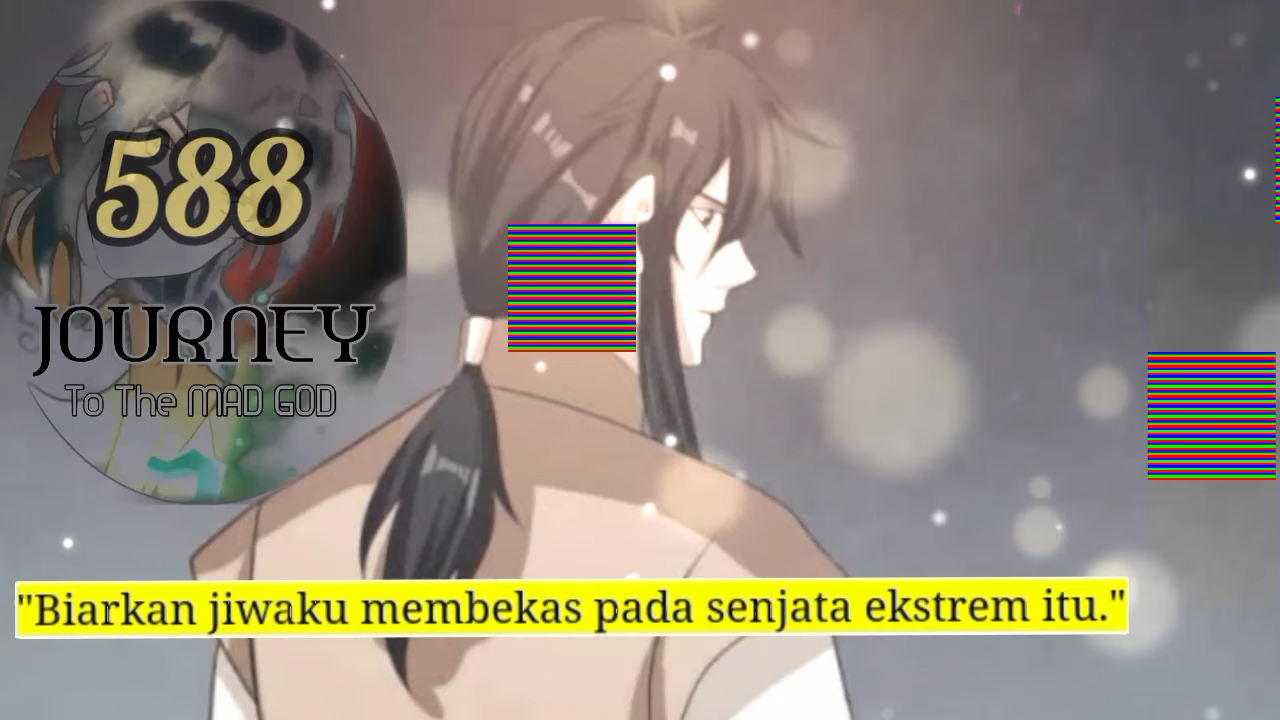 588
JOURNEY
To The MAD GOD
"Biarkan jiwaku membekas pada senjata ekstrem itu."